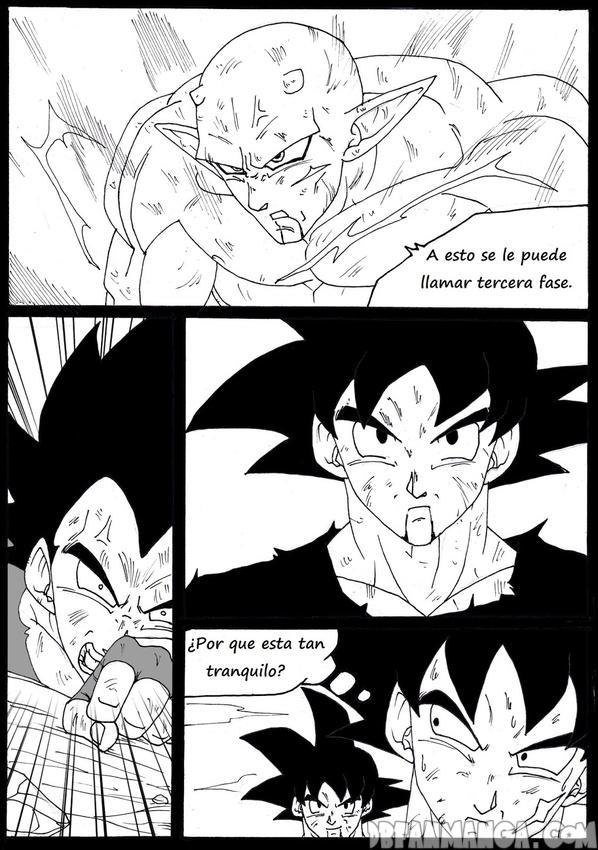 A esto se le puede
llamar tercera fase.
¿Por que esta tan
tranquilo?
DBFANMANGA.COM